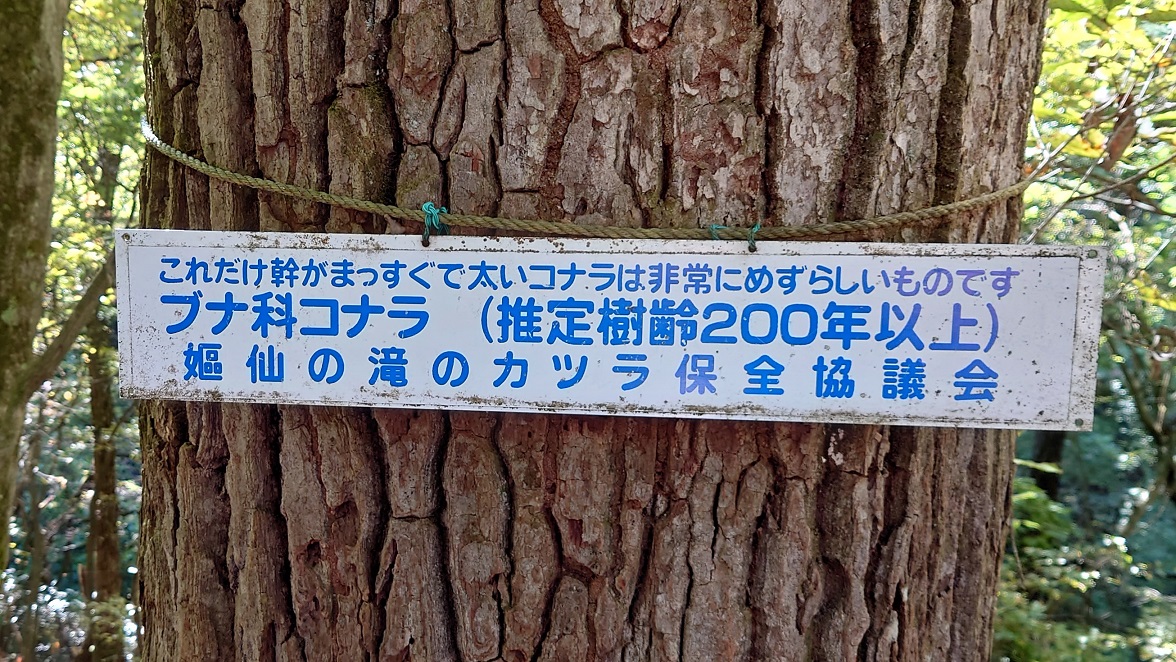 これだけ幹がまっすぐで太いコナラは非常にめずらしいものです
ブナ科コナラ （推定樹齢200年以上）
嫗仙の滝のカツラ保全協議会